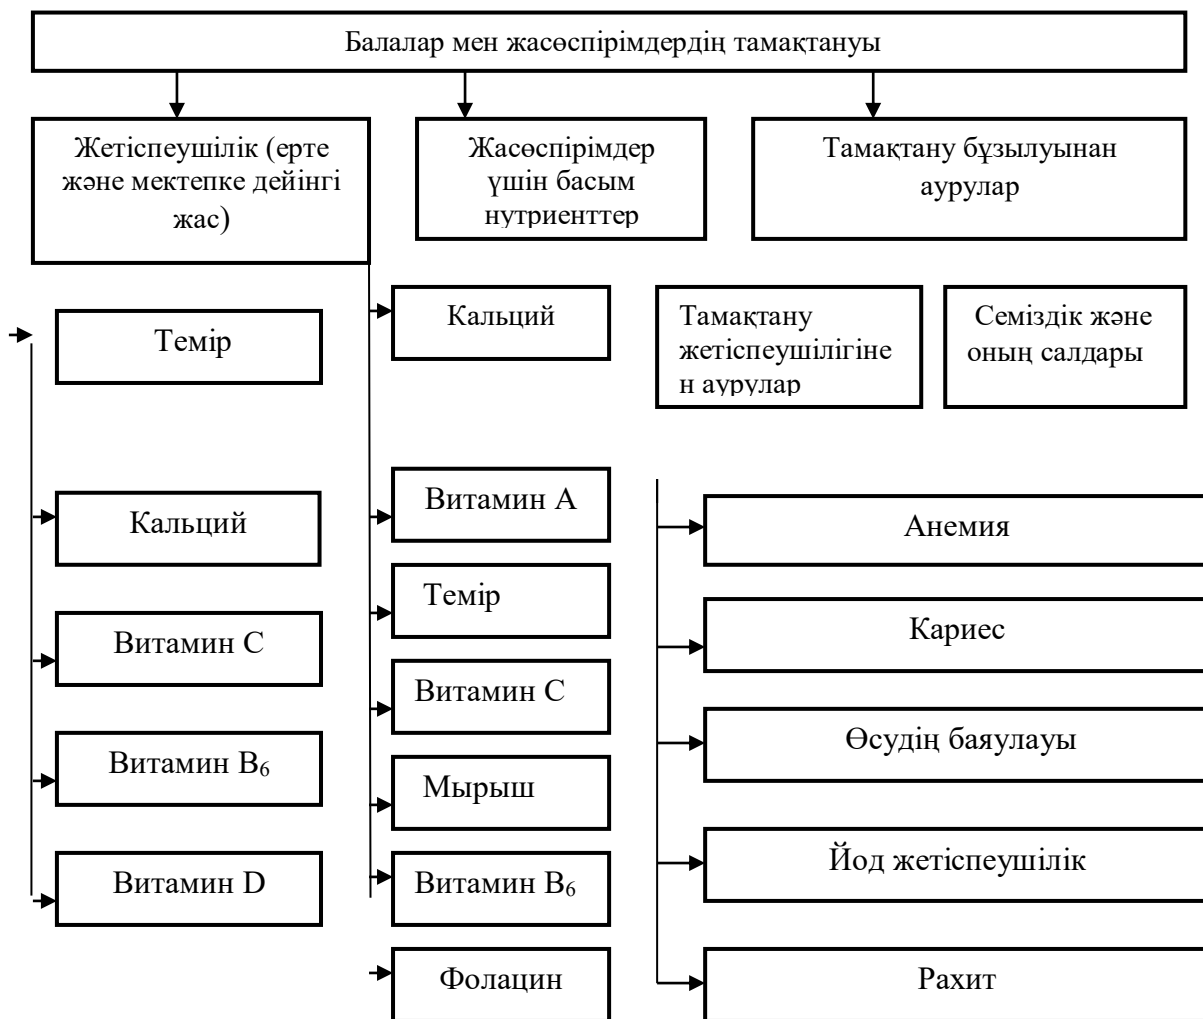 Балалар мен жасөспірімдердің тамақтануы
Жетіспеушілік (ерте
және мектепке дейінгі
жас)
Жасөспірімдер
үшін басым
нутриенттер
Тамақтану бұзылуынан
аурулар
Темір
Кальций
Витамин С
Витамин В₆
Витамин D
Кальций
Витамин А
Темір
Витамин С
Мырыш
Витамин В₆
Фолацин
Тамақтану
жетіспеушілігіне
н аурулар
Семіздік және
оның салдары
Анемия
Кариес
Өсудің баяулауы
Йод жетіспеушілік
Рахит